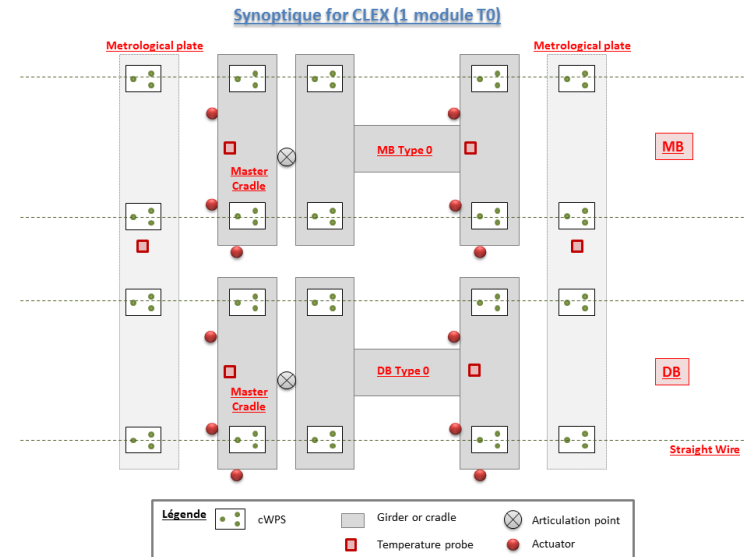 Synoptique for CLEX (1 module T0)
Metrological plate
Metrological plate
MB Type 0
MB
Master
Cradle
DB Type 0
DB
Master
Cradle
Straight Wire
Légende
cWPS
Girder or cradle
Articulation point
Temperature probe
Actuator